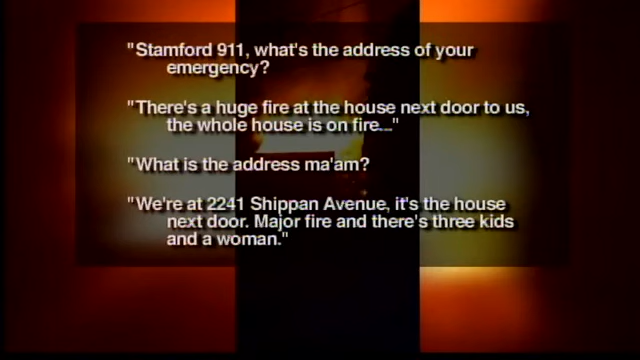 "Stamford 911, what's the address of your
emergency?
"There's a huge fire at the house next door to us,
the whole house is on fire..."
"What is the address ma'am?
"We're at 2241 Shippan Avenue, it's the house
next door. Major fire and there's three kids
and a woman."